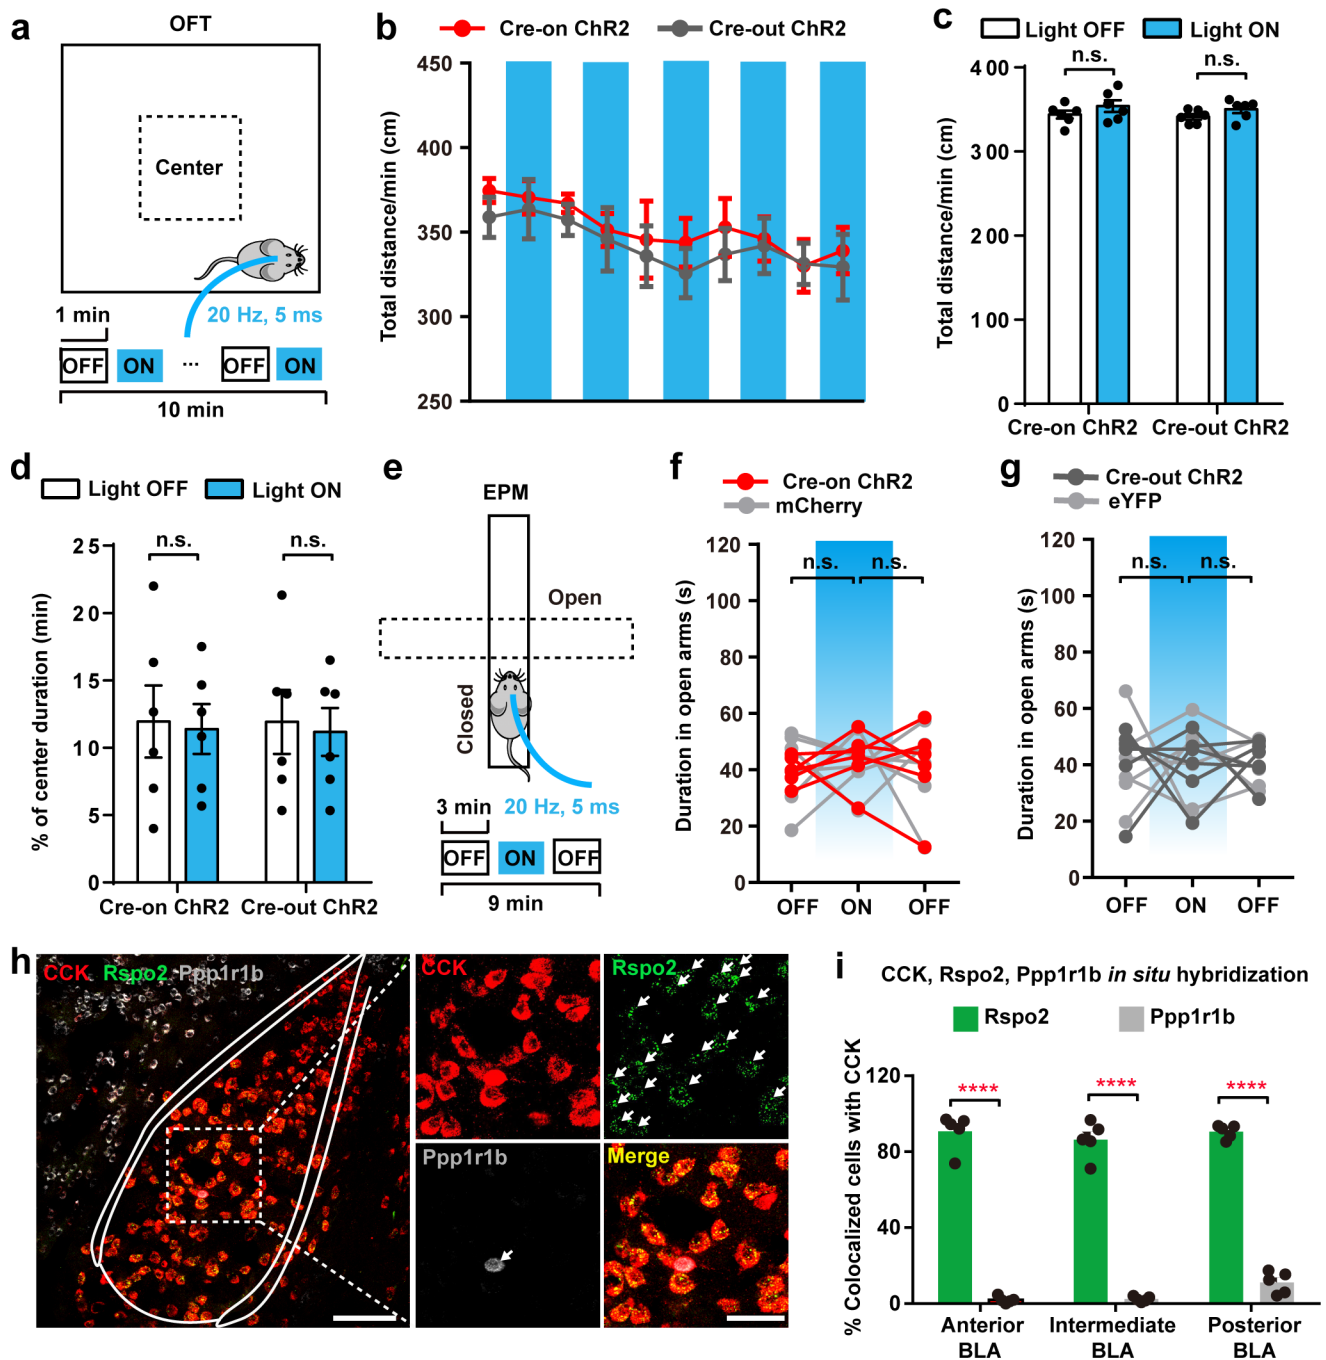 a
OFT
Center
1 min
20 Hz, 5 ms
OFF ON ... OFF ON
10 min
b
Cre-on ChR2 Cre-out ChR2
Total distance/min (cm)
450
400
350
300
250
c
Light OFF Light ON
n.s. n.s.
Total distance/min (cm)
400
300
200
100
0
Cre-on ChR2 Cre-out ChR2
d
Light OFF Light ON
n.s. n.s.
% of center duration (min)
25
20
15
10
5
0
Cre-on ChR2 Cre-out ChR2
e
EPM
Open
Closed
3 min 20 Hz, 5 ms
OFF ON OFF
9 min
f
Cre-on ChR2
mCherry
n.s. n.s.
Duration in open arms (s)
120
100
80
60
40
20
0
OFF ON OFF
g
Cre-out ChR2
eYFP
n.s. n.s.
Duration in open arms (s)
120
100
80
60
40
20
0
OFF ON OFF
h
CCK Rspo2 Ppp1r1b
CCK
Rspo2
Ppp1r1b
Merge
i
CCK, Rspo2, Ppp1r1b in situ hybridization
Rspo2 Ppp1r1b
% Colocalized cells with CCK
120
80
40
0
**** **** ****
Anterior BLA
Intermediate BLA
Posterior BLA